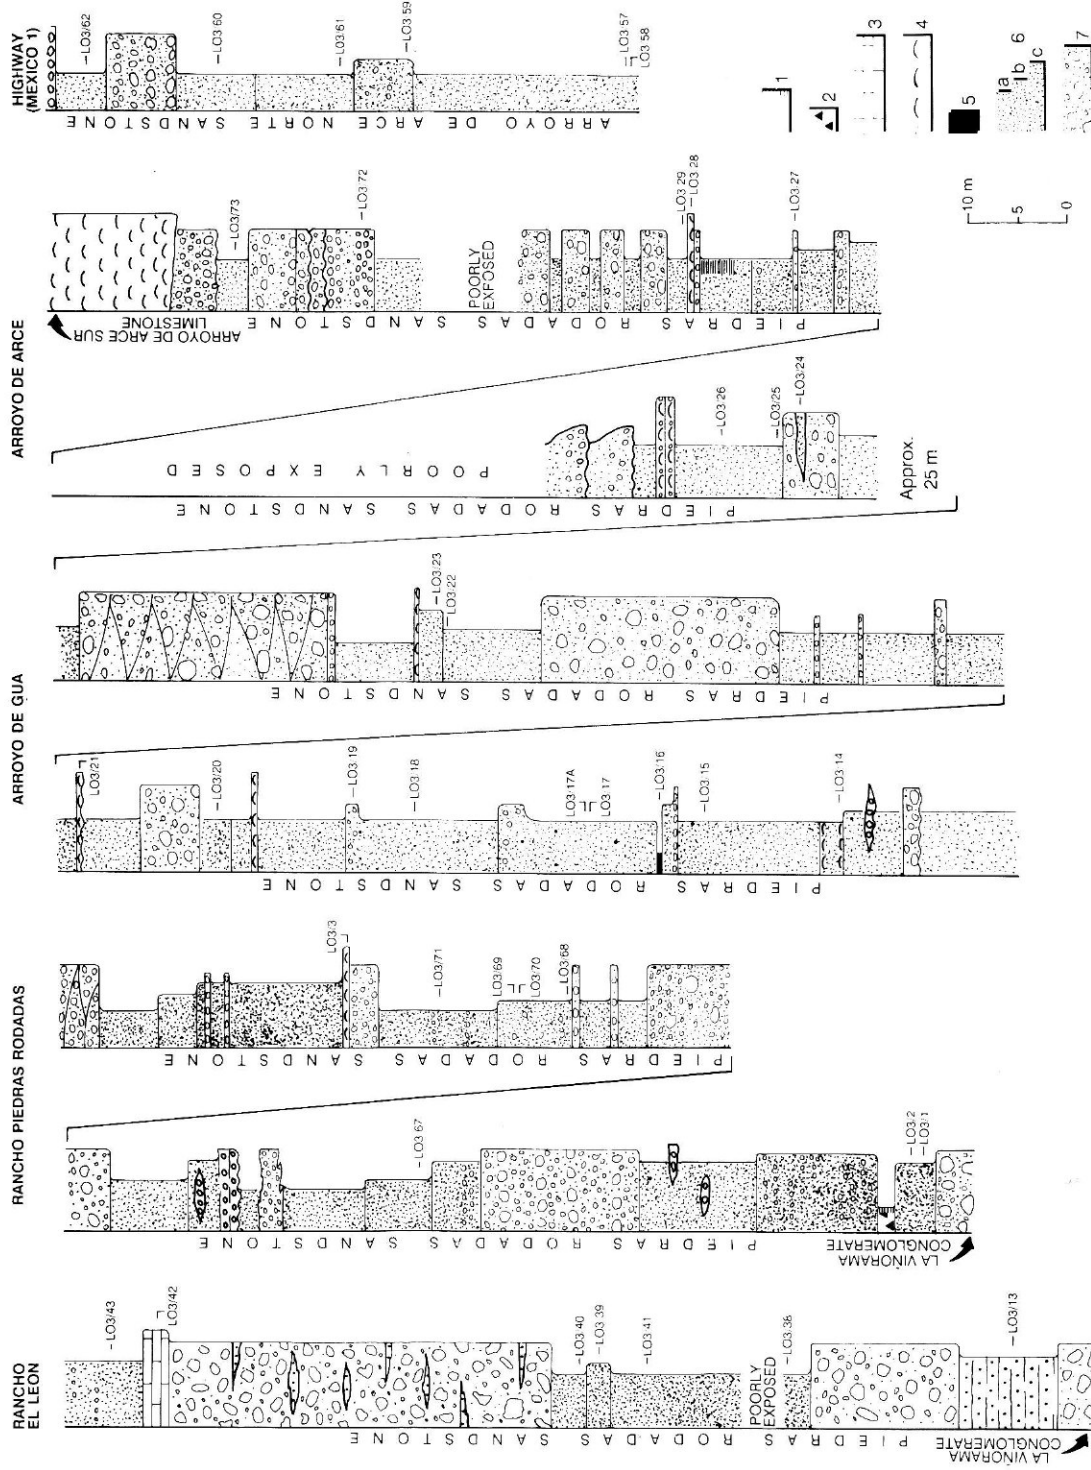 RANCHO
EL LEON
LO3/43
LO3/42
LO3.40
LO3.39
LO3.41
POORLY
EXPOSED
LO3.38
LO3/13
PIEDRAS RODADAS SANDSTONE
LA VIÑORAMA
CONGLOMERATE
RANCHO PIEDRAS RODADAS
LO3.67
LO3/2
LO3/1
PIEDRAS RODADAS SANDSTONE
LA VIÑORAMA
CONGLOMERATE
LO3/3
LO3/71
LO3/69
JL
LO3/70
LO3/68
PIEDRAS RODADAS SANDSTONE
ARROYO DE GUA
LO3/21
LO3/20
LO3.19
LO3.18
LO3.17A
JL
LO3.17
LO3/16
LO3.15
LO3.14
PIEDRAS RODADAS SANDSTONE
LO3/23
LO3/22
PIEDRAS RODADAS SANDSTONE
ARROYO DE ARCE
POORLY EXPOSED
LO3/26
LO3/25
LO3/24
PIEDRAS RODADAS SANDSTONE
Approx.
25 m
ARROYO DE ARCE SUR
LIMESTONE
LO3/73
LO3.72
POORLY
EXPOSED
LO3.29
LO3.28
LO3.27
PIEDRAS RODADAS SANDSTONE
HIGHWAY
(MEXICO 1)
LO3/62
LO3.60
LO3/61
LO3.59
LO3.57
LO3.58
ARROYO DE ARCE NORTE SANDSTONE
1
2
3
4
5
a
b
c
6
7
10 m
5
0